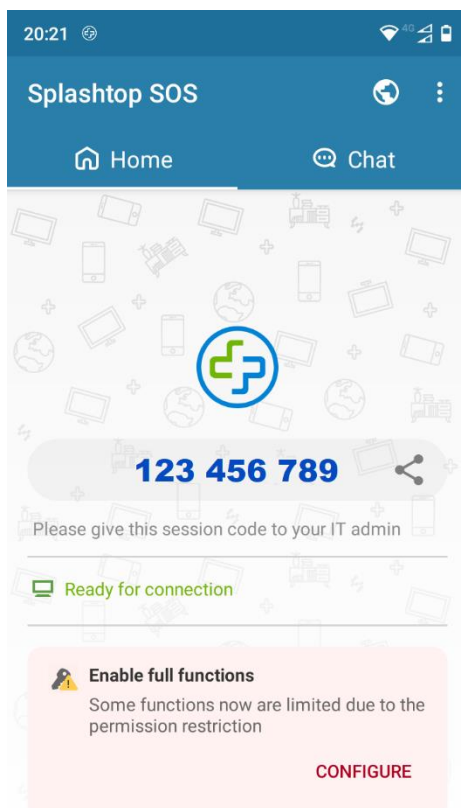 20:21
4G
Splashtop SOS
Home
Chat
123 456 789
Please give this session code to your IT admin
Ready for connection
Enable full functions
Some functions now are limited due to the
permission restriction
CONFIGURE